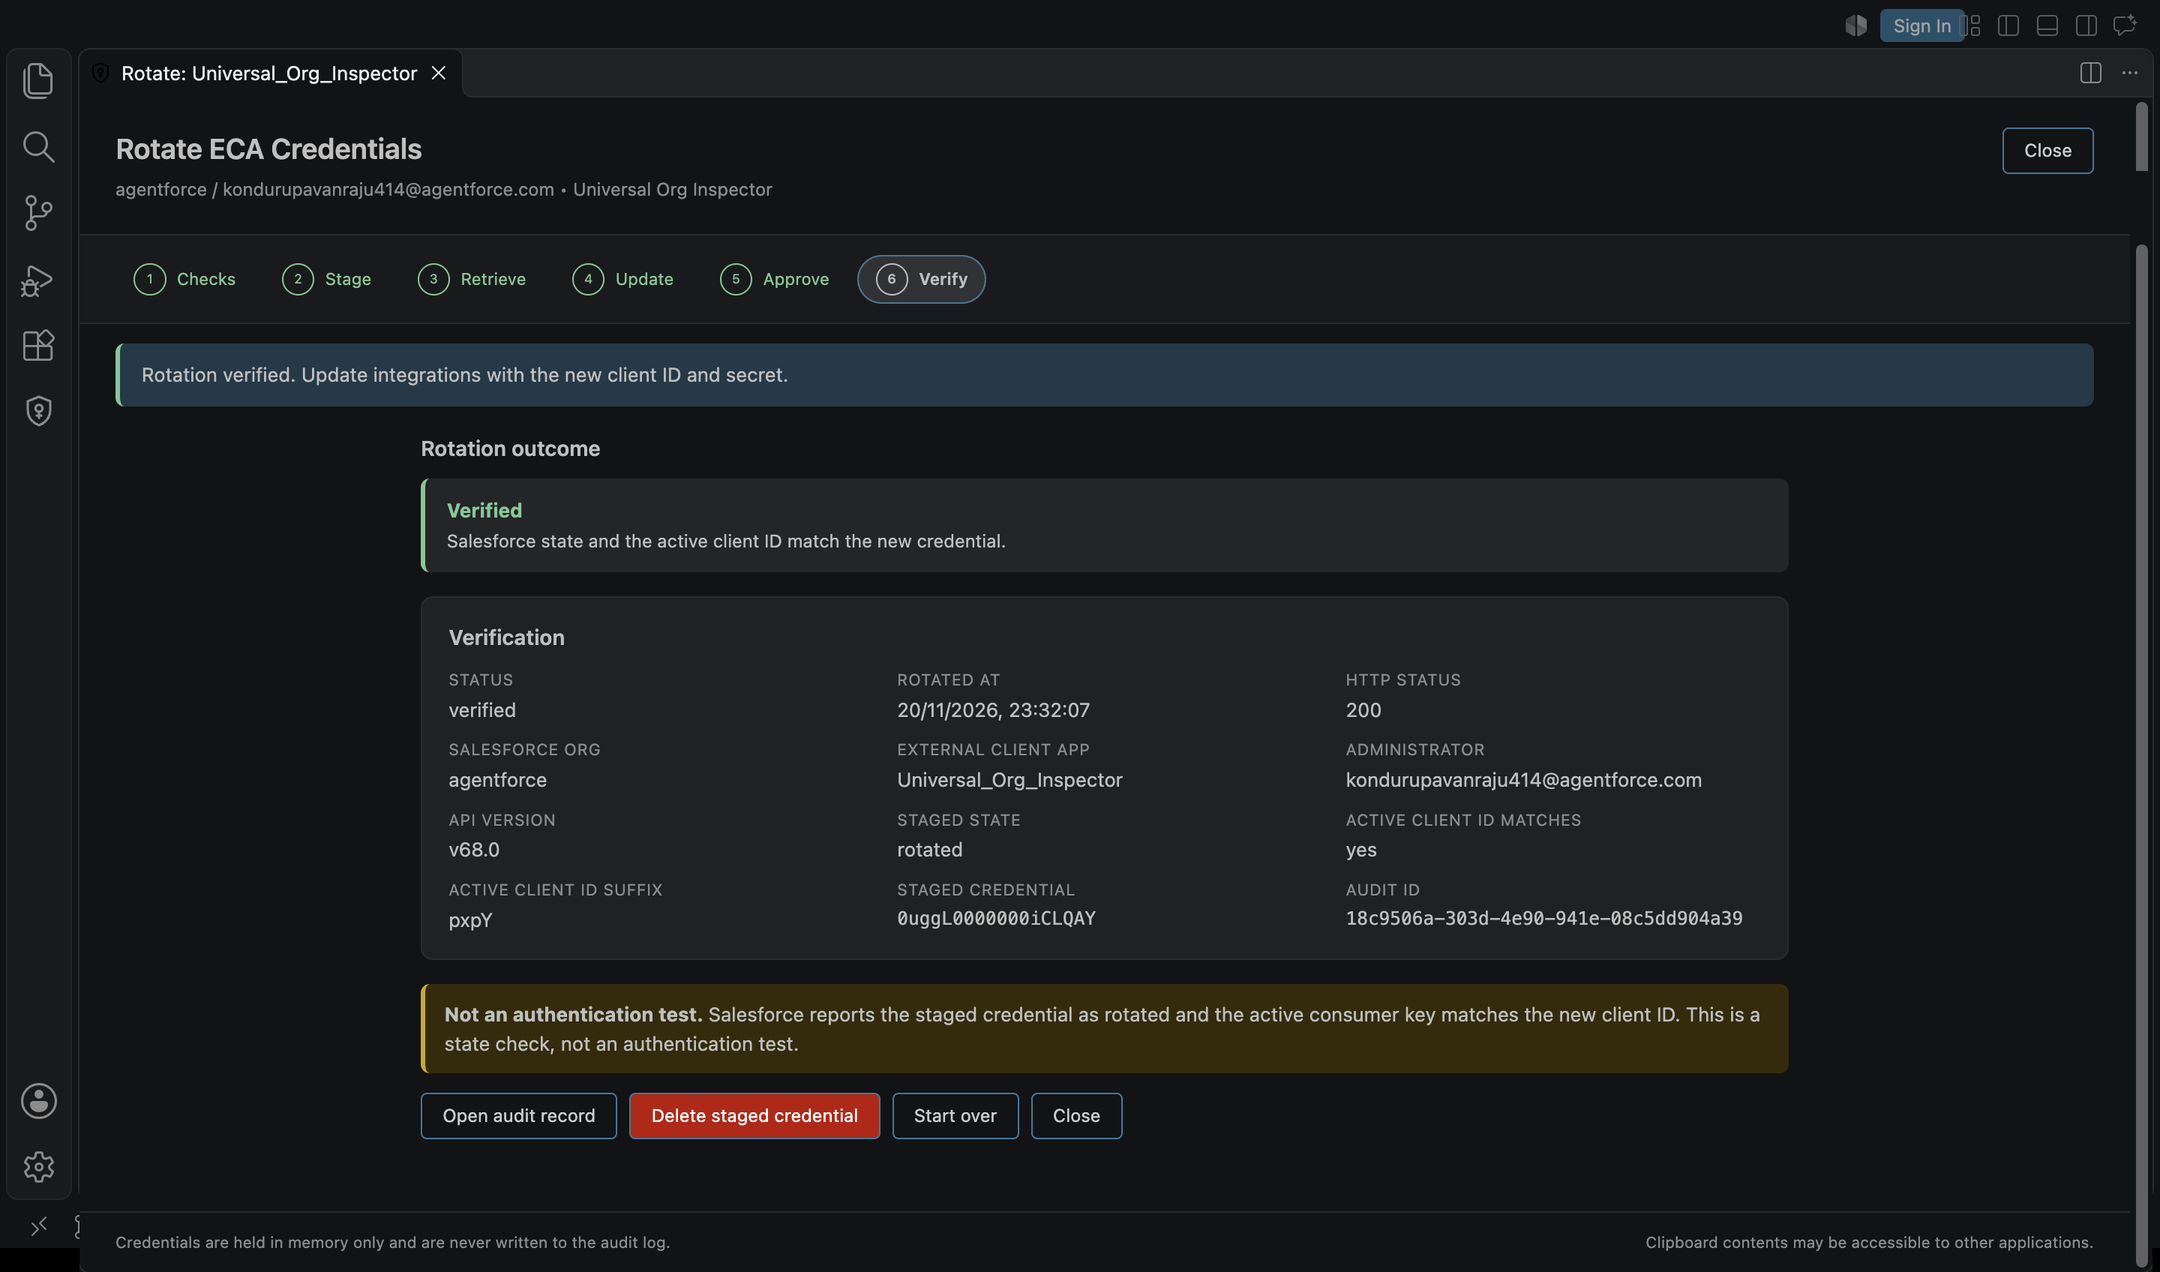 Sign In
Rotate: Universal_Org_Inspector
Rotate ECA Credentials
Close
agentforce / kondurupavanraju414@agentforce.com • Universal Org Inspector
1 Checks
2 Stage
3 Retrieve
4 Update
5 Approve
6 Verify
Rotation verified. Update integrations with the new client ID and secret.
Rotation outcome
Verified
Salesforce state and the active client ID match the new credential.
Verification
STATUS
verified
ROTATED AT
20/11/2026, 23:32:07
HTTP STATUS
200
SALESFORCE ORG
agentforce
EXTERNAL CLIENT APP
Universal_Org_Inspector
ADMINISTRATOR
kondurupavanraju414@agentforce.com
API VERSION
v68.0
STAGED STATE
rotated
ACTIVE CLIENT ID MATCHES
yes
ACTIVE CLIENT ID SUFFIX
pxpY
STAGED CREDENTIAL
0uggL0000000iCLQAY
AUDIT ID
18c9506a-303d-4e90-941e-08c5dd904a39
Not an authentication test. Salesforce reports the staged credential as rotated and the active consumer key matches the new client ID. This is a
state check, not an authentication test.
Open audit record
Delete staged credential
Start over
Close
Credentials are held in memory only and are never written to the audit log.
Clipboard contents may be accessible to other applications.